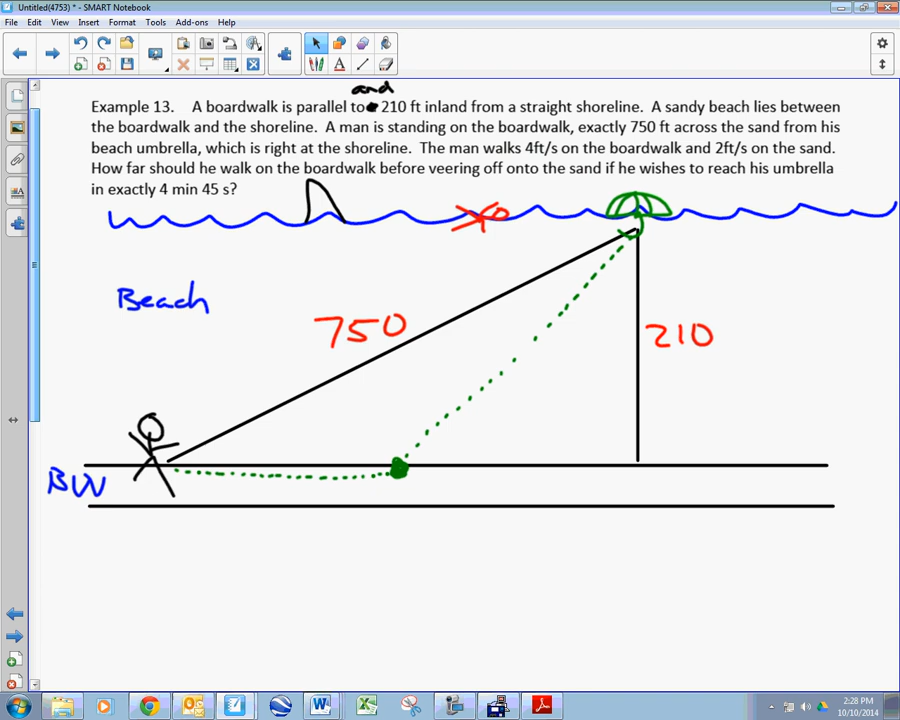 Untitled(4753) * - SMART Notebook
File Edit View Insert Format Tools Add-ons Help
and
Example 13. A boardwalk is parallel to 210 ft inland from a straight shoreline. A sandy beach lies between
the boardwalk and the shoreline. A man is standing on the boardwalk, exactly 750 ft across the sand from his
beach umbrella, which is right at the shoreline. The man walks 4ft/s on the boardwalk and 2ft/s on the sand.
How far should he walk on the boardwalk before veering off onto the sand if he wishes to reach his umbrella
in exactly 4 min 45 s?
Beach
750
210
BW
2:28 PM
10/10/2014